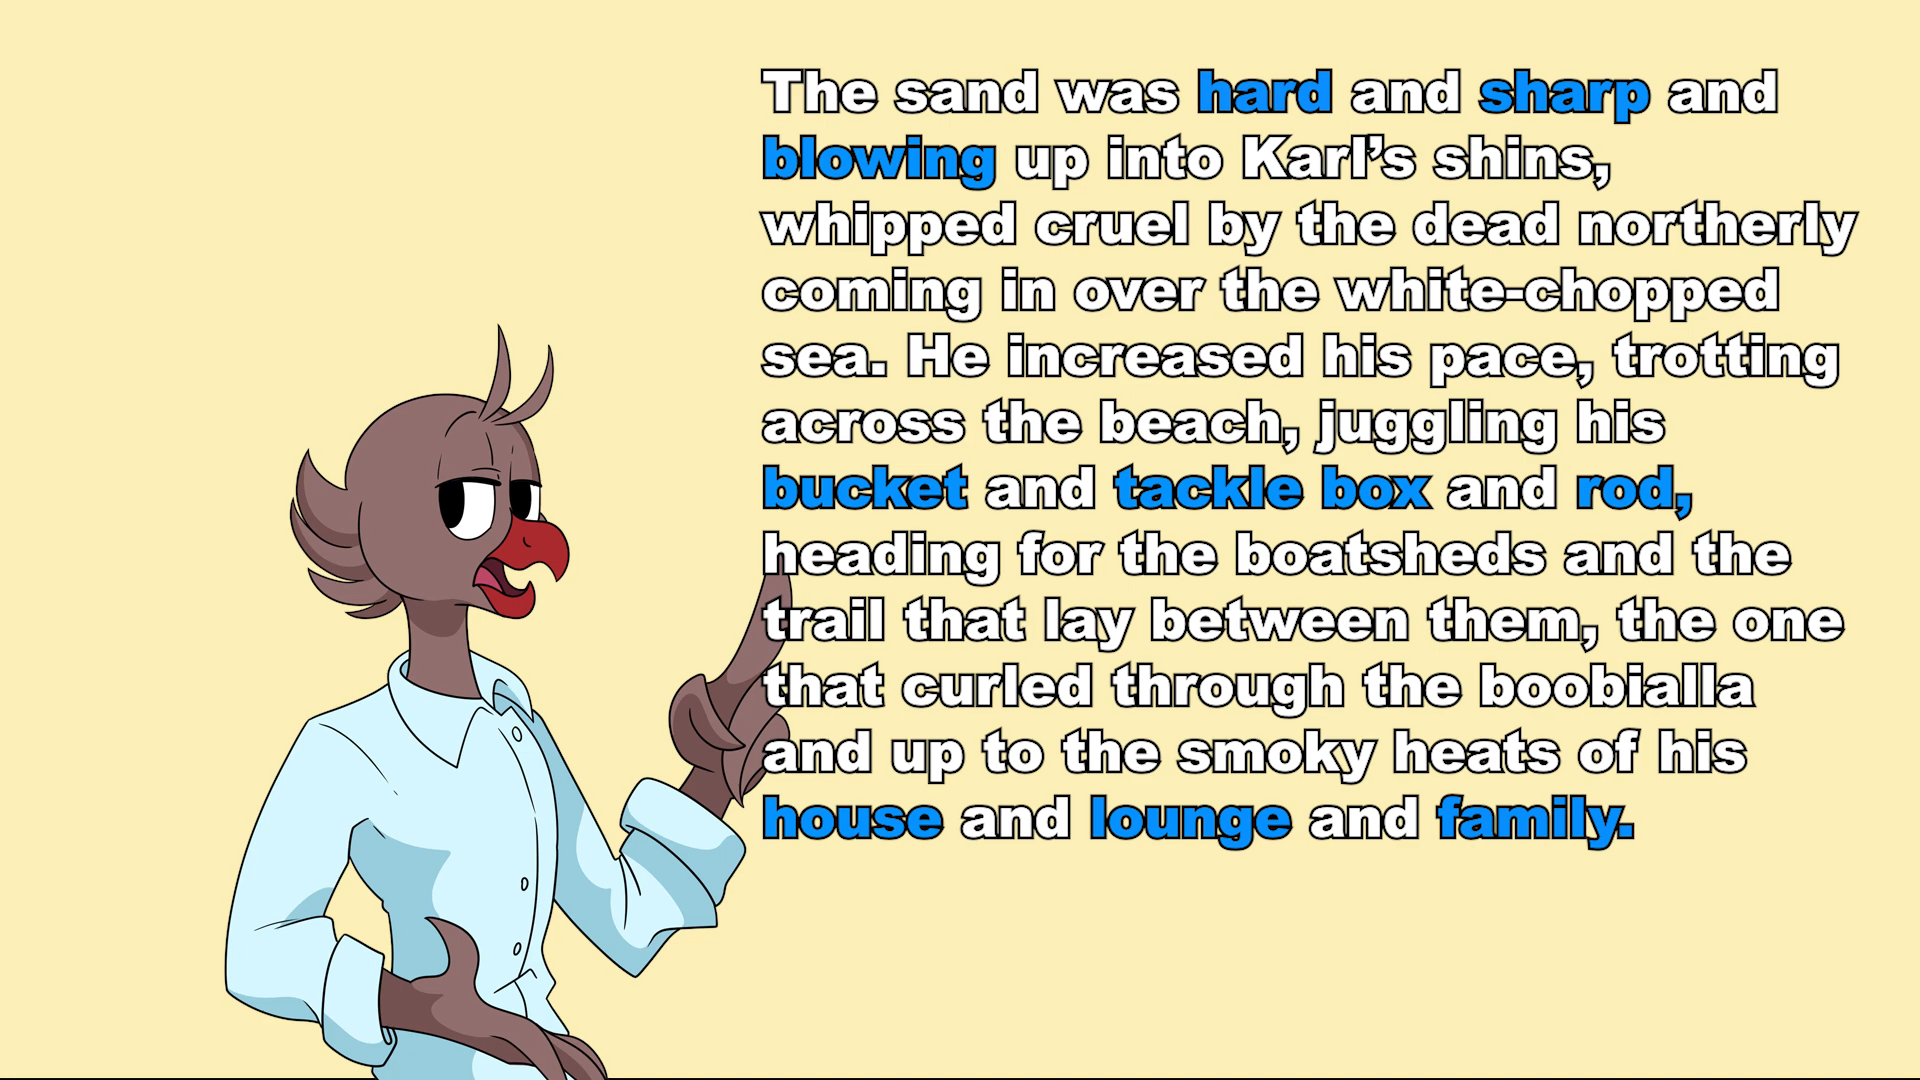 The sand was hard and sharp and
blowing up into Karl’s shins,
whipped cruel by the dead northerly
coming in over the white-chopped
sea. He increased his pace, trotting
across the beach, juggling his
bucket and tackle box and rod,
heading for the boatsheds and the
trail that lay between them, the one
that curled through the boobialla
and up to the smoky heats of his
house and lounge and family.